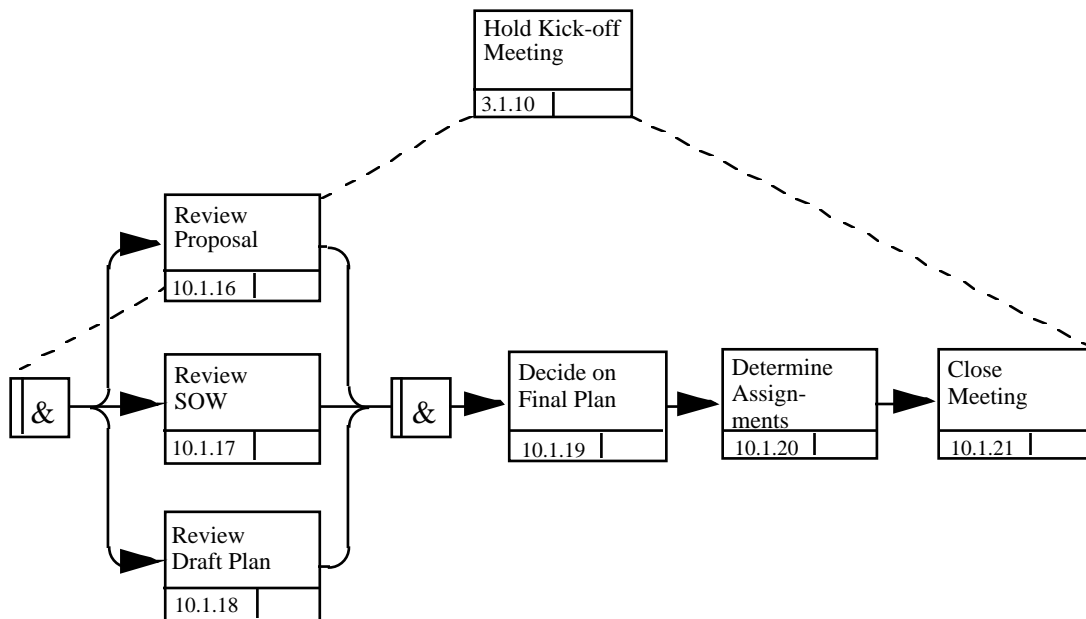 Hold Kick-off
Meeting
3.1.10
Review
Proposal
10.1.16
&
Review
SOW
10.1.17
Review
Draft Plan
10.1.18
&
Decide on
Final Plan
10.1.19
Determine
Assign-
ments
10.1.20
Close
Meeting
10.1.21